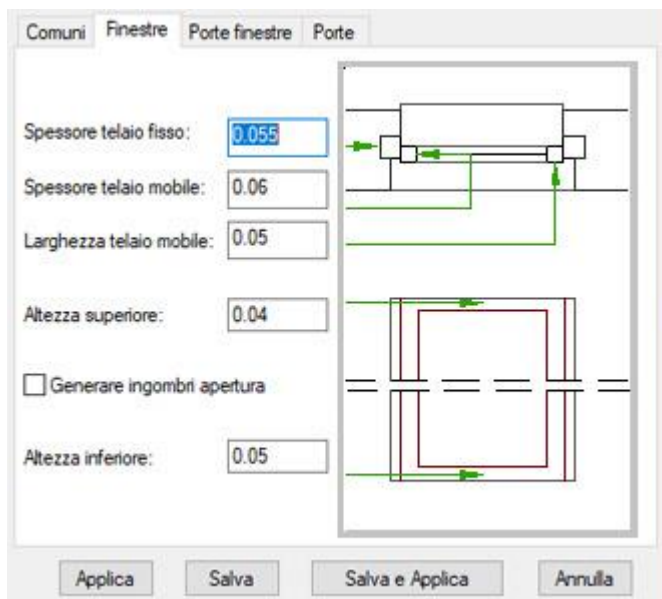 Comuni Finestre Porte finestre Porte
Spessore telaio fisso: 0.055
Spessore telaio mobile: 0.06
Larghezza telaio mobile: 0.05
Altezza superiore: 0.04
Generare ingombri apertura
Altezza inferiore: 0.05
Applica Salva Salva e Applica Annulla